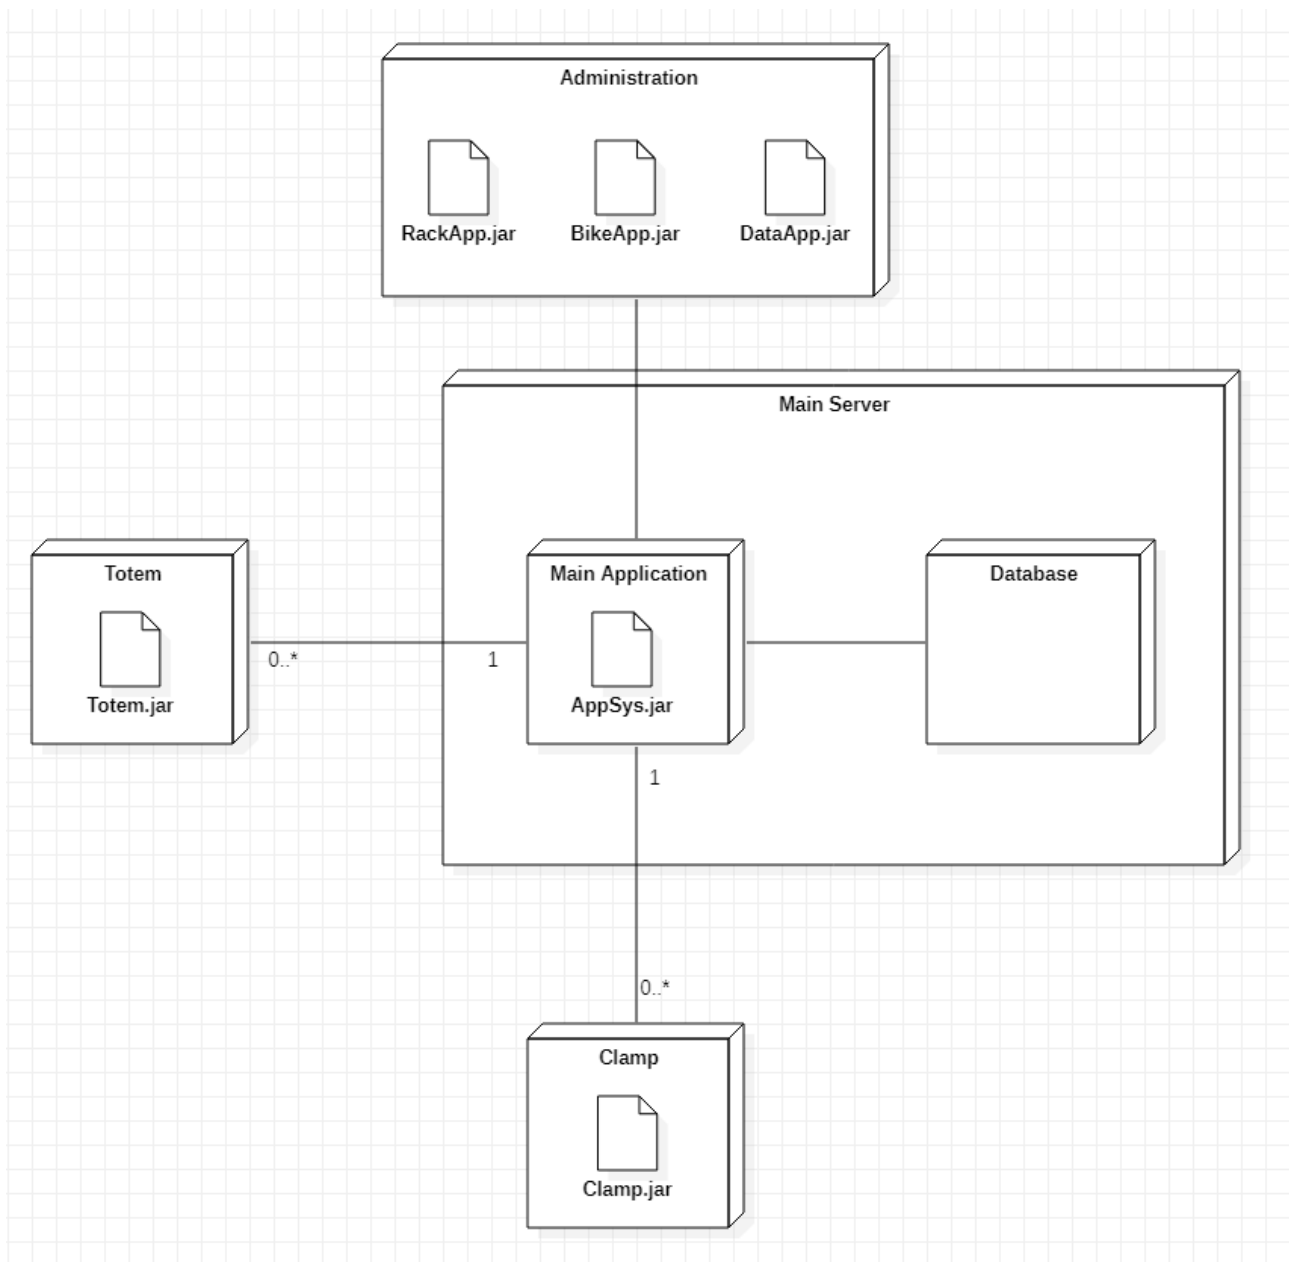 Administration
RackApp.jar BikeApp.jar DataApp.jar
Main Server
Totem
Main Application
Database
Totem.jar
0..*
1
AppSys.jar
1
0..*
Clamp
Clamp.jar